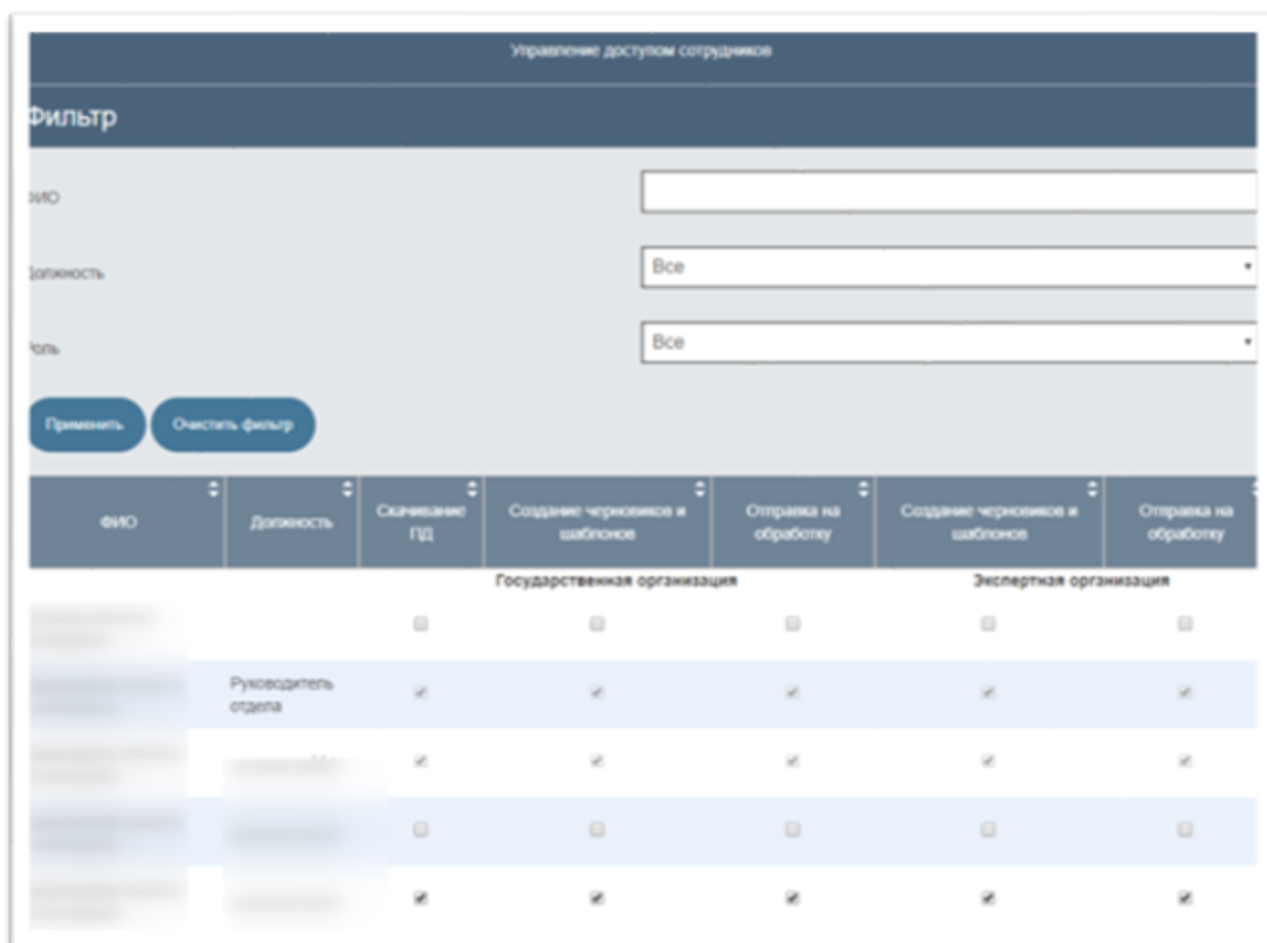 Управление доступом сотрудников
Фильтр
ФИО
Должность
Все
Роль
Все
Применить Очистить фильтр
ФИО
Должность
Скачивание
ПД
Создание черновиков и
шаблонов
Отправка на
обработку
Создание черновиков и
шаблонов
Отправка на
обработку
Государственная организация
Экспертная организация
Руководитель
отдела